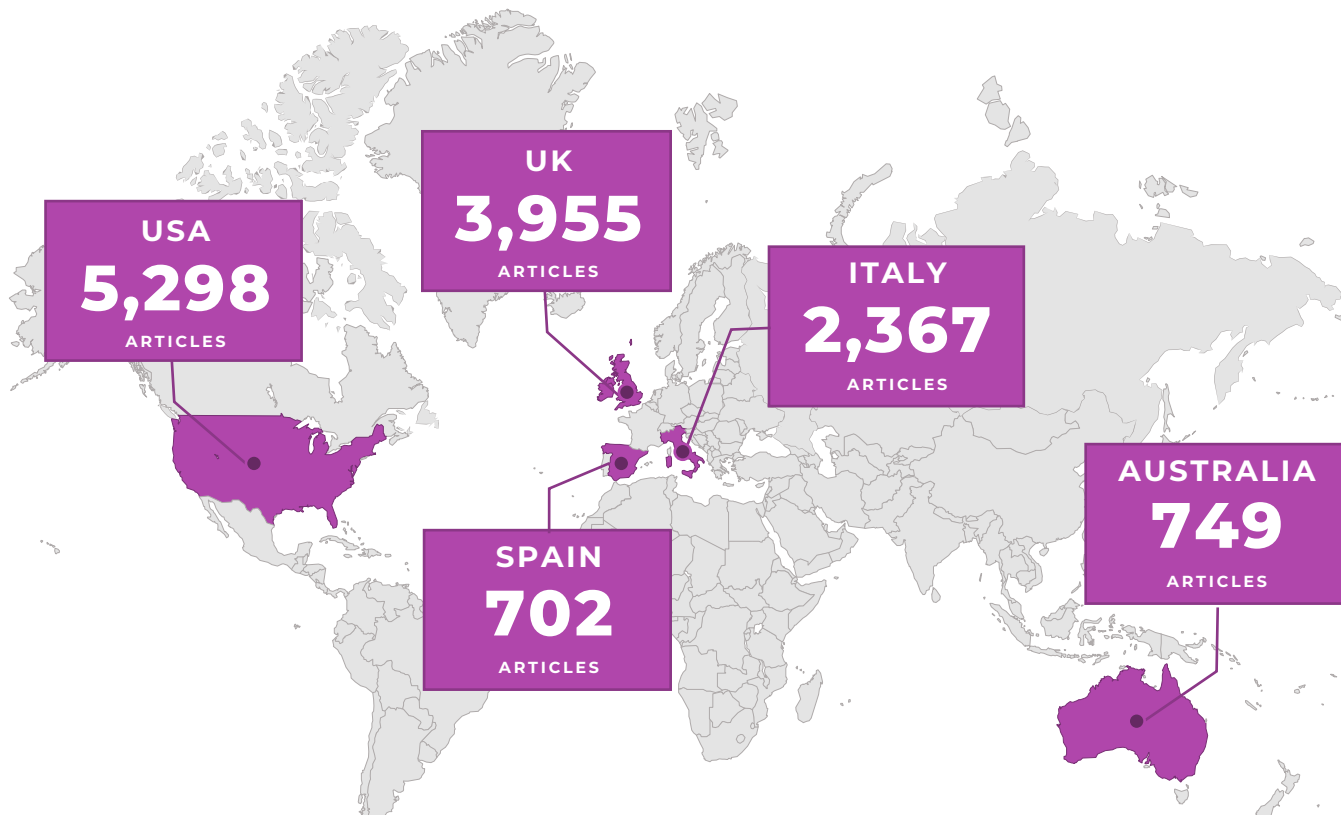 UK
3,955
ARTICLES
USA
5,298
ARTICLES
ITALY
2,367
ARTICLES
AUSTRALIA
749
ARTICLES
SPAIN
702
ARTICLES